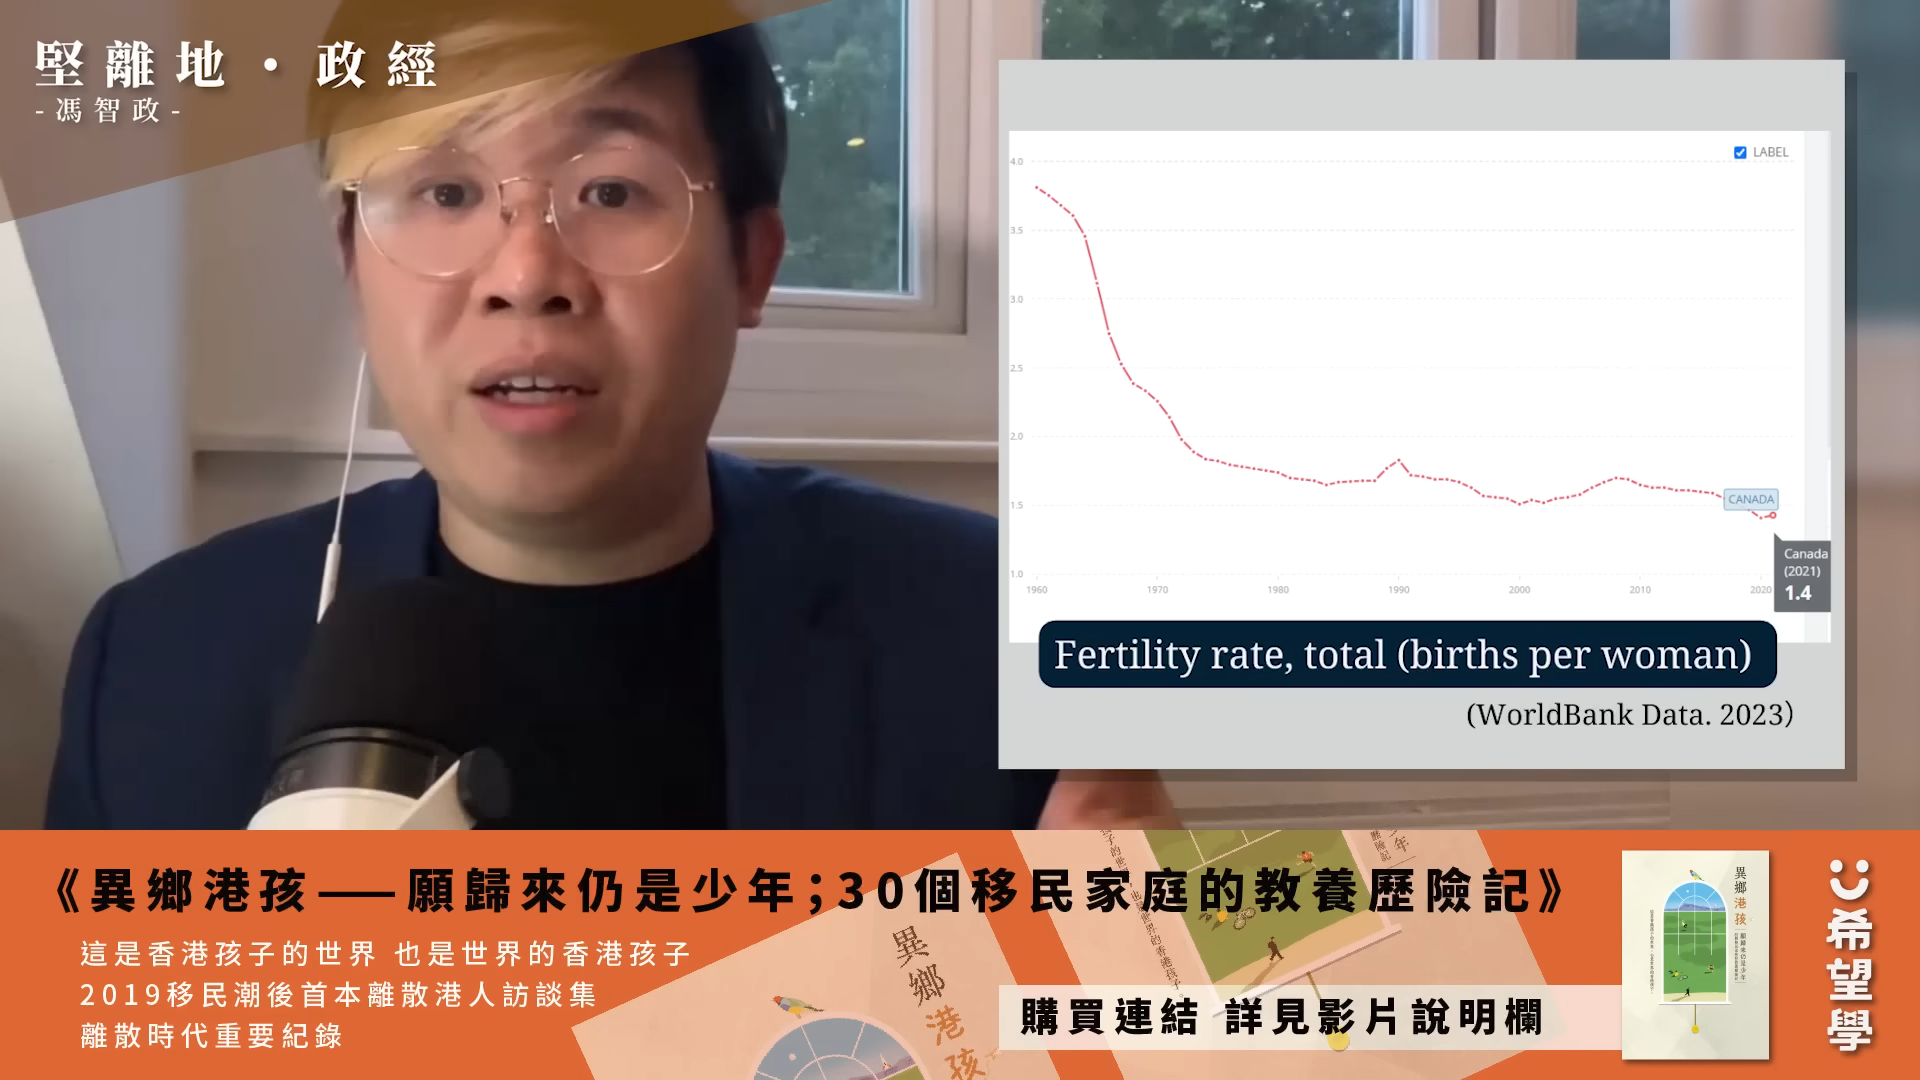 堅離地・政經
-馮智政-
LABEL
4.0
3.5
3.0
2.5
2.0
1.5
1.0
1960
1970
1980
1990
2000
2010
2020
CANADA
Canada
(2021)
1.4
Fertility rate, total (births per woman)
(WorldBank Data. 2023)
《異鄉港孩——願歸來仍是少年;30個移民家庭的教養歷險記》
這是香港孩子的世界 也是世界的香港孩子
2019移民潮後首本離散港人訪談集
離散時代重要紀錄
購買連結 詳見影片說明欄
異鄉港孩
異鄉港孩
希望學